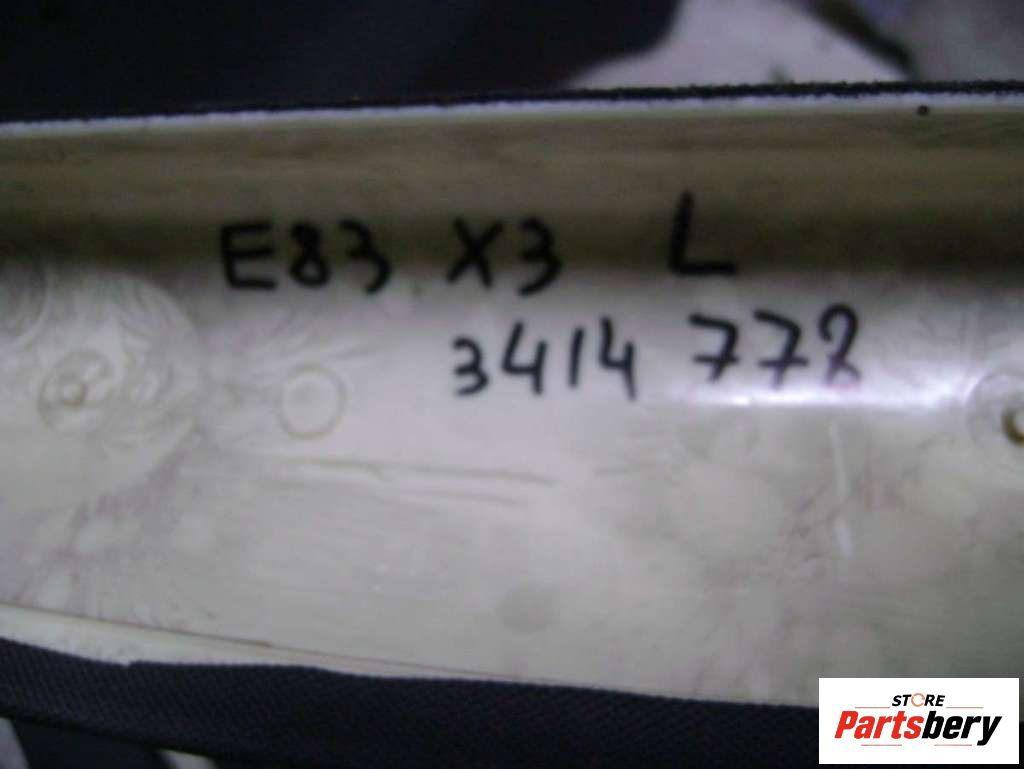 E83 X3 L
3414 778
STORE
Partsbery